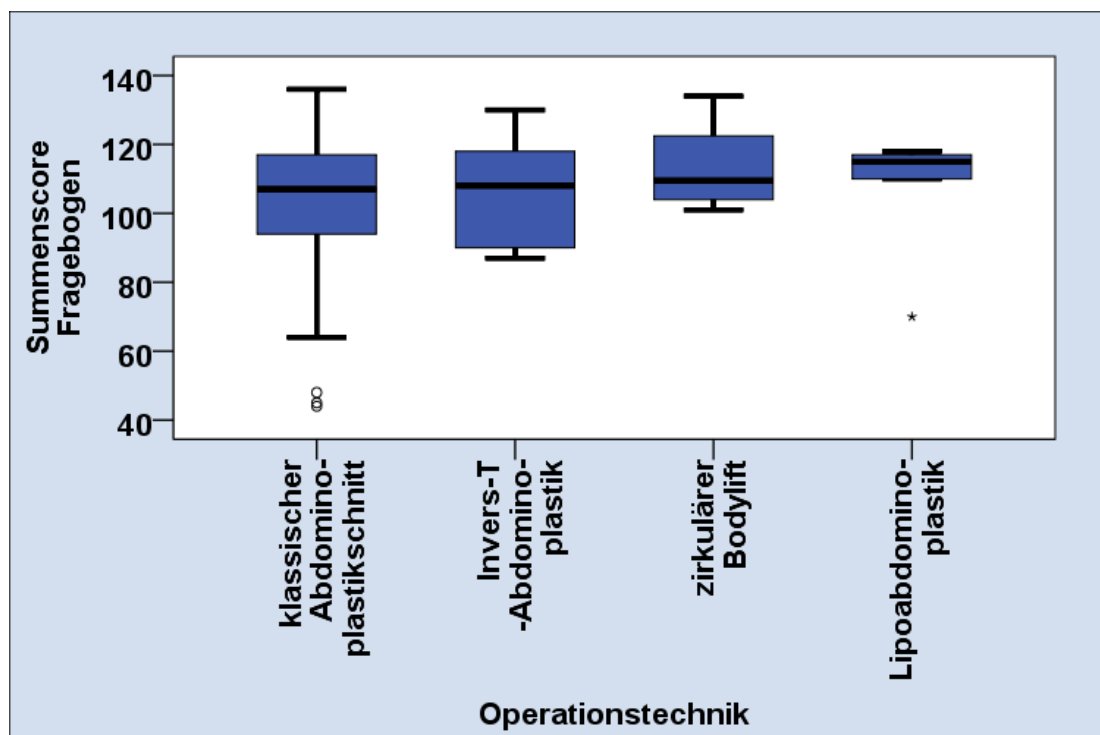 Summenscore
Fragebogen
140
120
100
80
60
40
klassischer
Abdomino-
plastikschnitt
Invers-T
-Abdomino-
plastik
zirkulärer
Bodylift
Lipoabdomino-
plastik
Operationstechnik